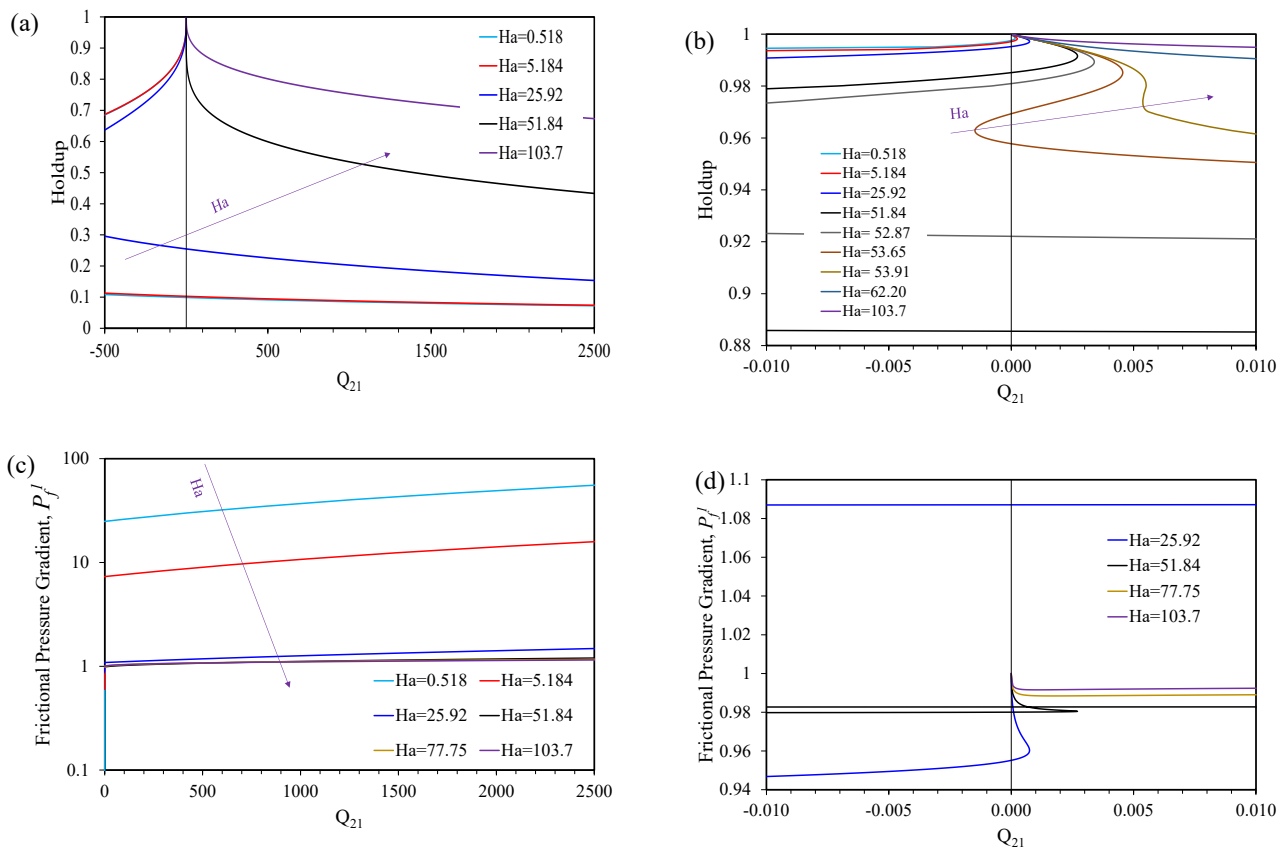 (a)
1
0.9
0.8
0.7
0.6
0.5
0.4
0.3
0.2
0.1
0
Holdup
-500
500
1500
2500
Q21
Ha=0.518
Ha=5.184
Ha=25.92
Ha=51.84
Ha=103.7
Ha
(b)
1
0.98
0.96
0.94
0.92
0.9
0.88
Holdup
-0.010
-0.005
0.000
0.005
0.010
Q21
Ha
Ha=0.518
Ha=5.184
Ha=25.92
Ha=51.84
Ha= 52.87
Ha=53.65
Ha= 53.91
Ha=62.20
Ha=103.7
(c)
100
10
1
0.1
Frictional Pressure Gradient, Pfl
0
500
1000
1500
2000
2500
Q21
Ha
Ha=0.518 Ha=5.184
Ha=25.92 Ha=51.84
Ha=77.75 Ha=103.7
(d)
1.1
1.08
1.06
1.04
1.02
1
0.98
0.96
0.94
Frictional Pressure Gradient, Pfl
-0.010
-0.005
0.000
0.005
0.010
Q21
Ha=25.92
Ha=51.84
Ha=77.75
Ha=103.7